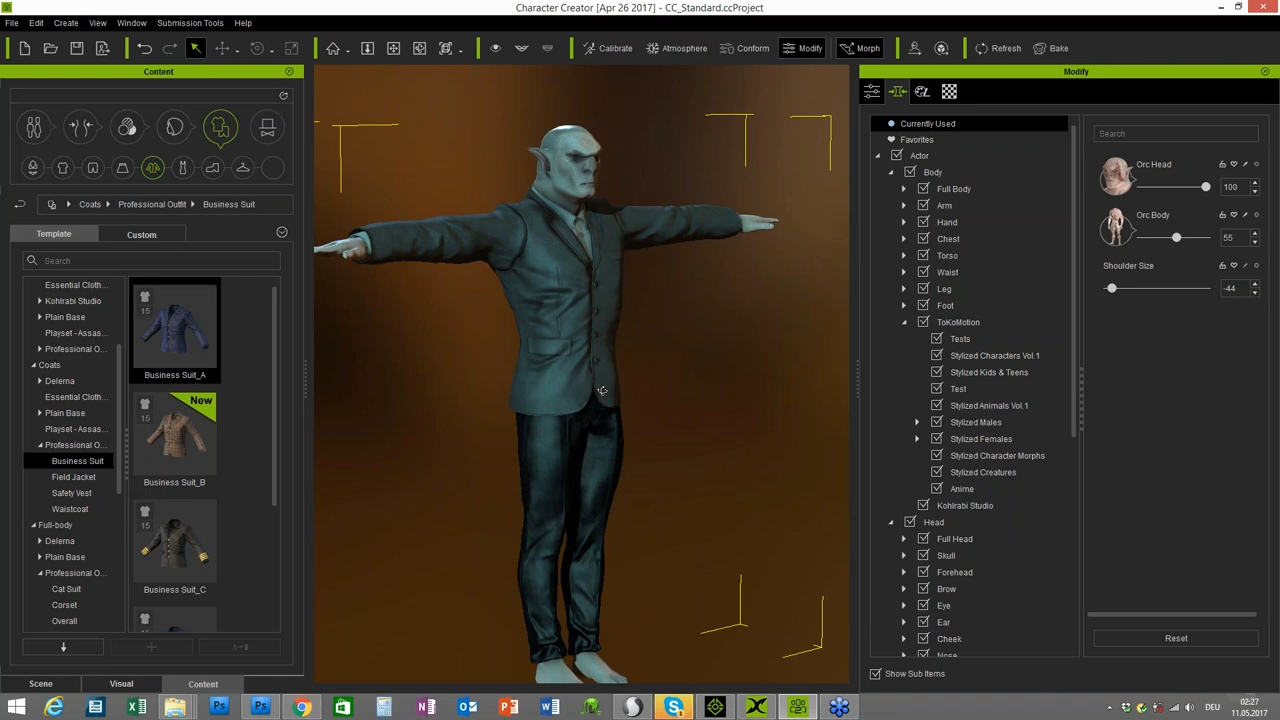 Character Creator [Apr 26 2017] - CC_Standard.ccProject
File Edit Create View Window Submission Tools Help
Calibrate Atmosphere Conform Modify Morph Refresh Bake
Content
Coats Professional Outfit Business Suit
Template Custom
Search
Essential Cloth...
Kohlrabi Studio
Plain Base
Playset - Assas...
Professional O...
Coats
Delerna
Essential Cloth...
Plain Base
Playset - Assas...
Professional O...
Business Suit
Field Jacket
Safety Vest
Waistcoat
Full-body
Delerna
Plain Base
Professional O...
Cat Suit
Corset
Overall
15
Business Suit_A
New
15
Business Suit_B
15
Business Suit_C
15
Scene Visual Content
Modify
Currently Used
Favorites
Actor
Body
Full Body
Arm
Hand
Chest
Torso
Waist
Leg
Foot
ToKoMotion
Tests
Stylized Characters Vol.1
Stylized Kids & Teens
Test
Stylized Animals Vol.1
Stylized Males
Stylized Females
Stylized Character Morphs
Stylized Creatures
Anime
Kohlrabi Studio
Head
Full Head
Skull
Forehead
Brow
Eye
Ear
Cheek
Nose
Show Sub Items
Search
Orc Head
100
Orc Body
55
Shoulder Size
-44
Reset
DEU
02:27
11.05.2017